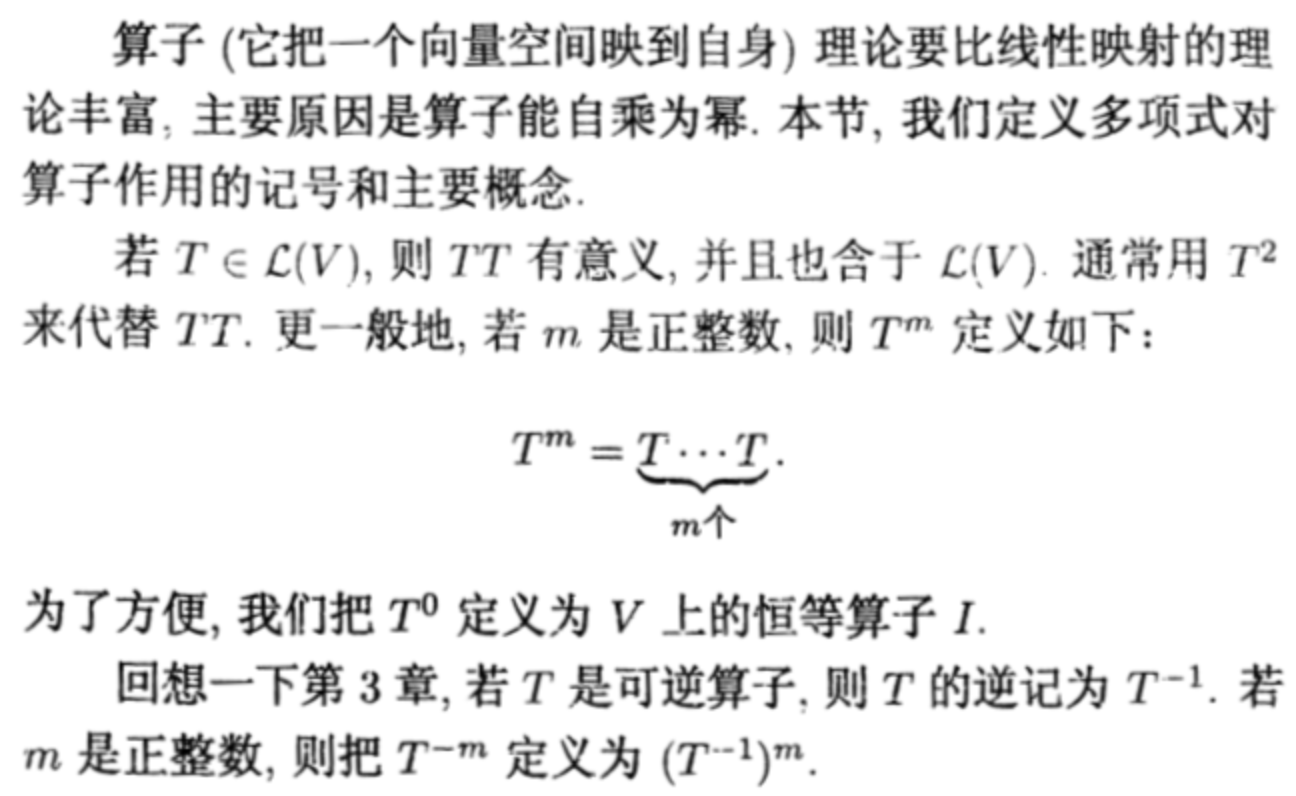 算子 (它把一个向量空间映到自身) 理论要比线性映射的理
论丰富, 主要原因是算子能自乘为幂. 本节, 我们定义多项式对
算子作用的记号和主要概念.
若 T ∈ ℒ(V), 则 TT 有意义, 并且也含于 ℒ(V). 通常用 T²
来代替 TT. 更一般地, 若 m 是正整数, 则 Tᵐ 定义如下:
Tᵐ = T···T.
m个
为了方便, 我们把 T⁰ 定义为 V 上的恒等算子 I.
回想一下第 3 章, 若 T 是可逆算子, 则 T 的逆记为 T⁻¹. 若
m 是正整数, 则把 T⁻ᵐ 定义为 (T⁻¹)ᵐ.